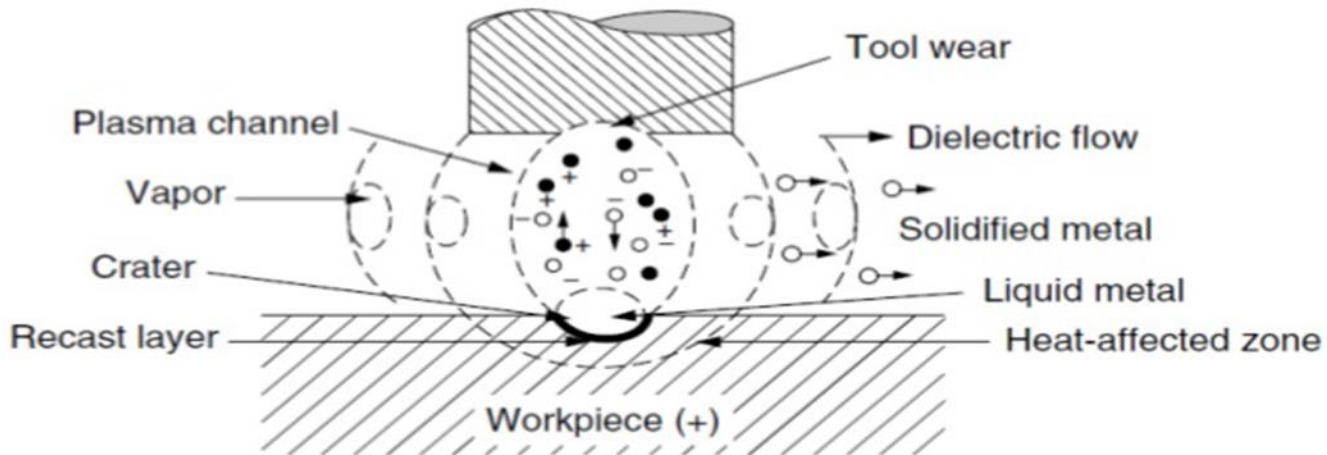 Tool wear
Plasma channel
Dielectric flow
Vapor
Solidified metal
Crater
Liquid metal
Recast layer
Heat-affected zone
Workpiece (+)